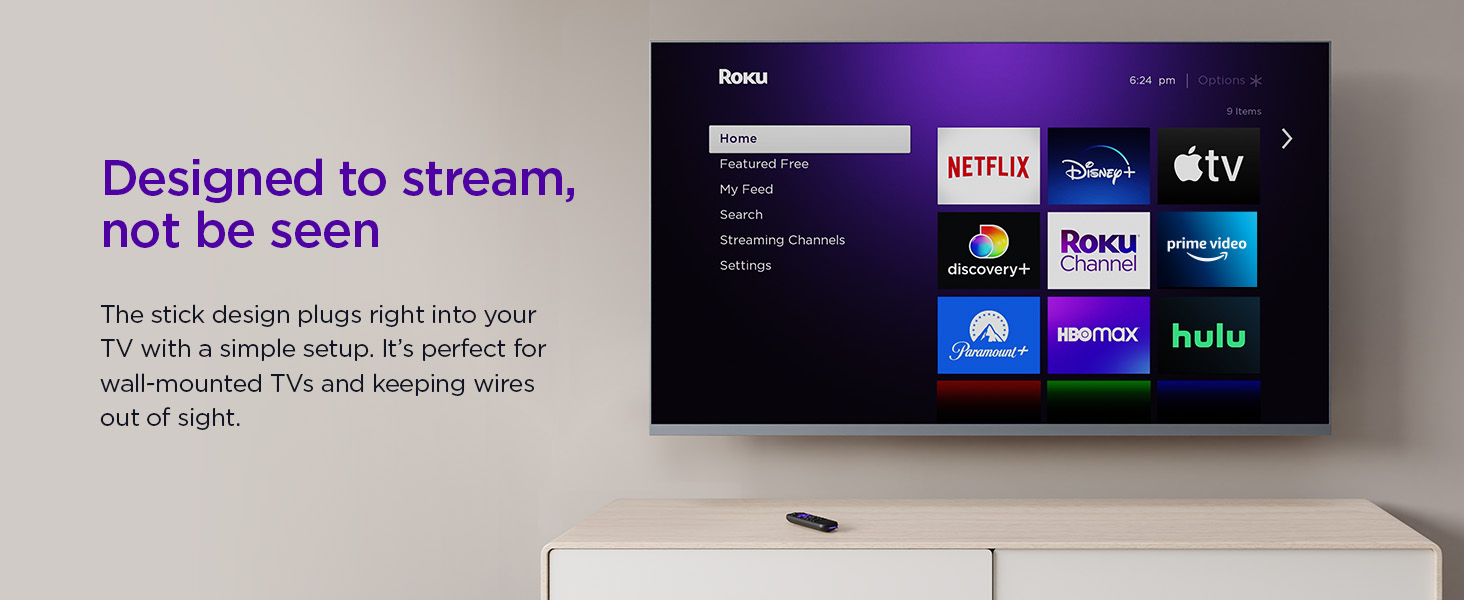 Designed to stream,
not be seen
The stick design plugs right into your
TV with a simple setup. It’s perfect for
wall-mounted TVs and keeping wires
out of sight.
Roku
6:24 pm | Options
9 Items
Home
Featured Free
My Feed
Search
Streaming Channels
Settings
NETFLIX
Disney+
tv
discovery+
Roku
Channel
prime video
Paramount+
HBOMAX
hulu